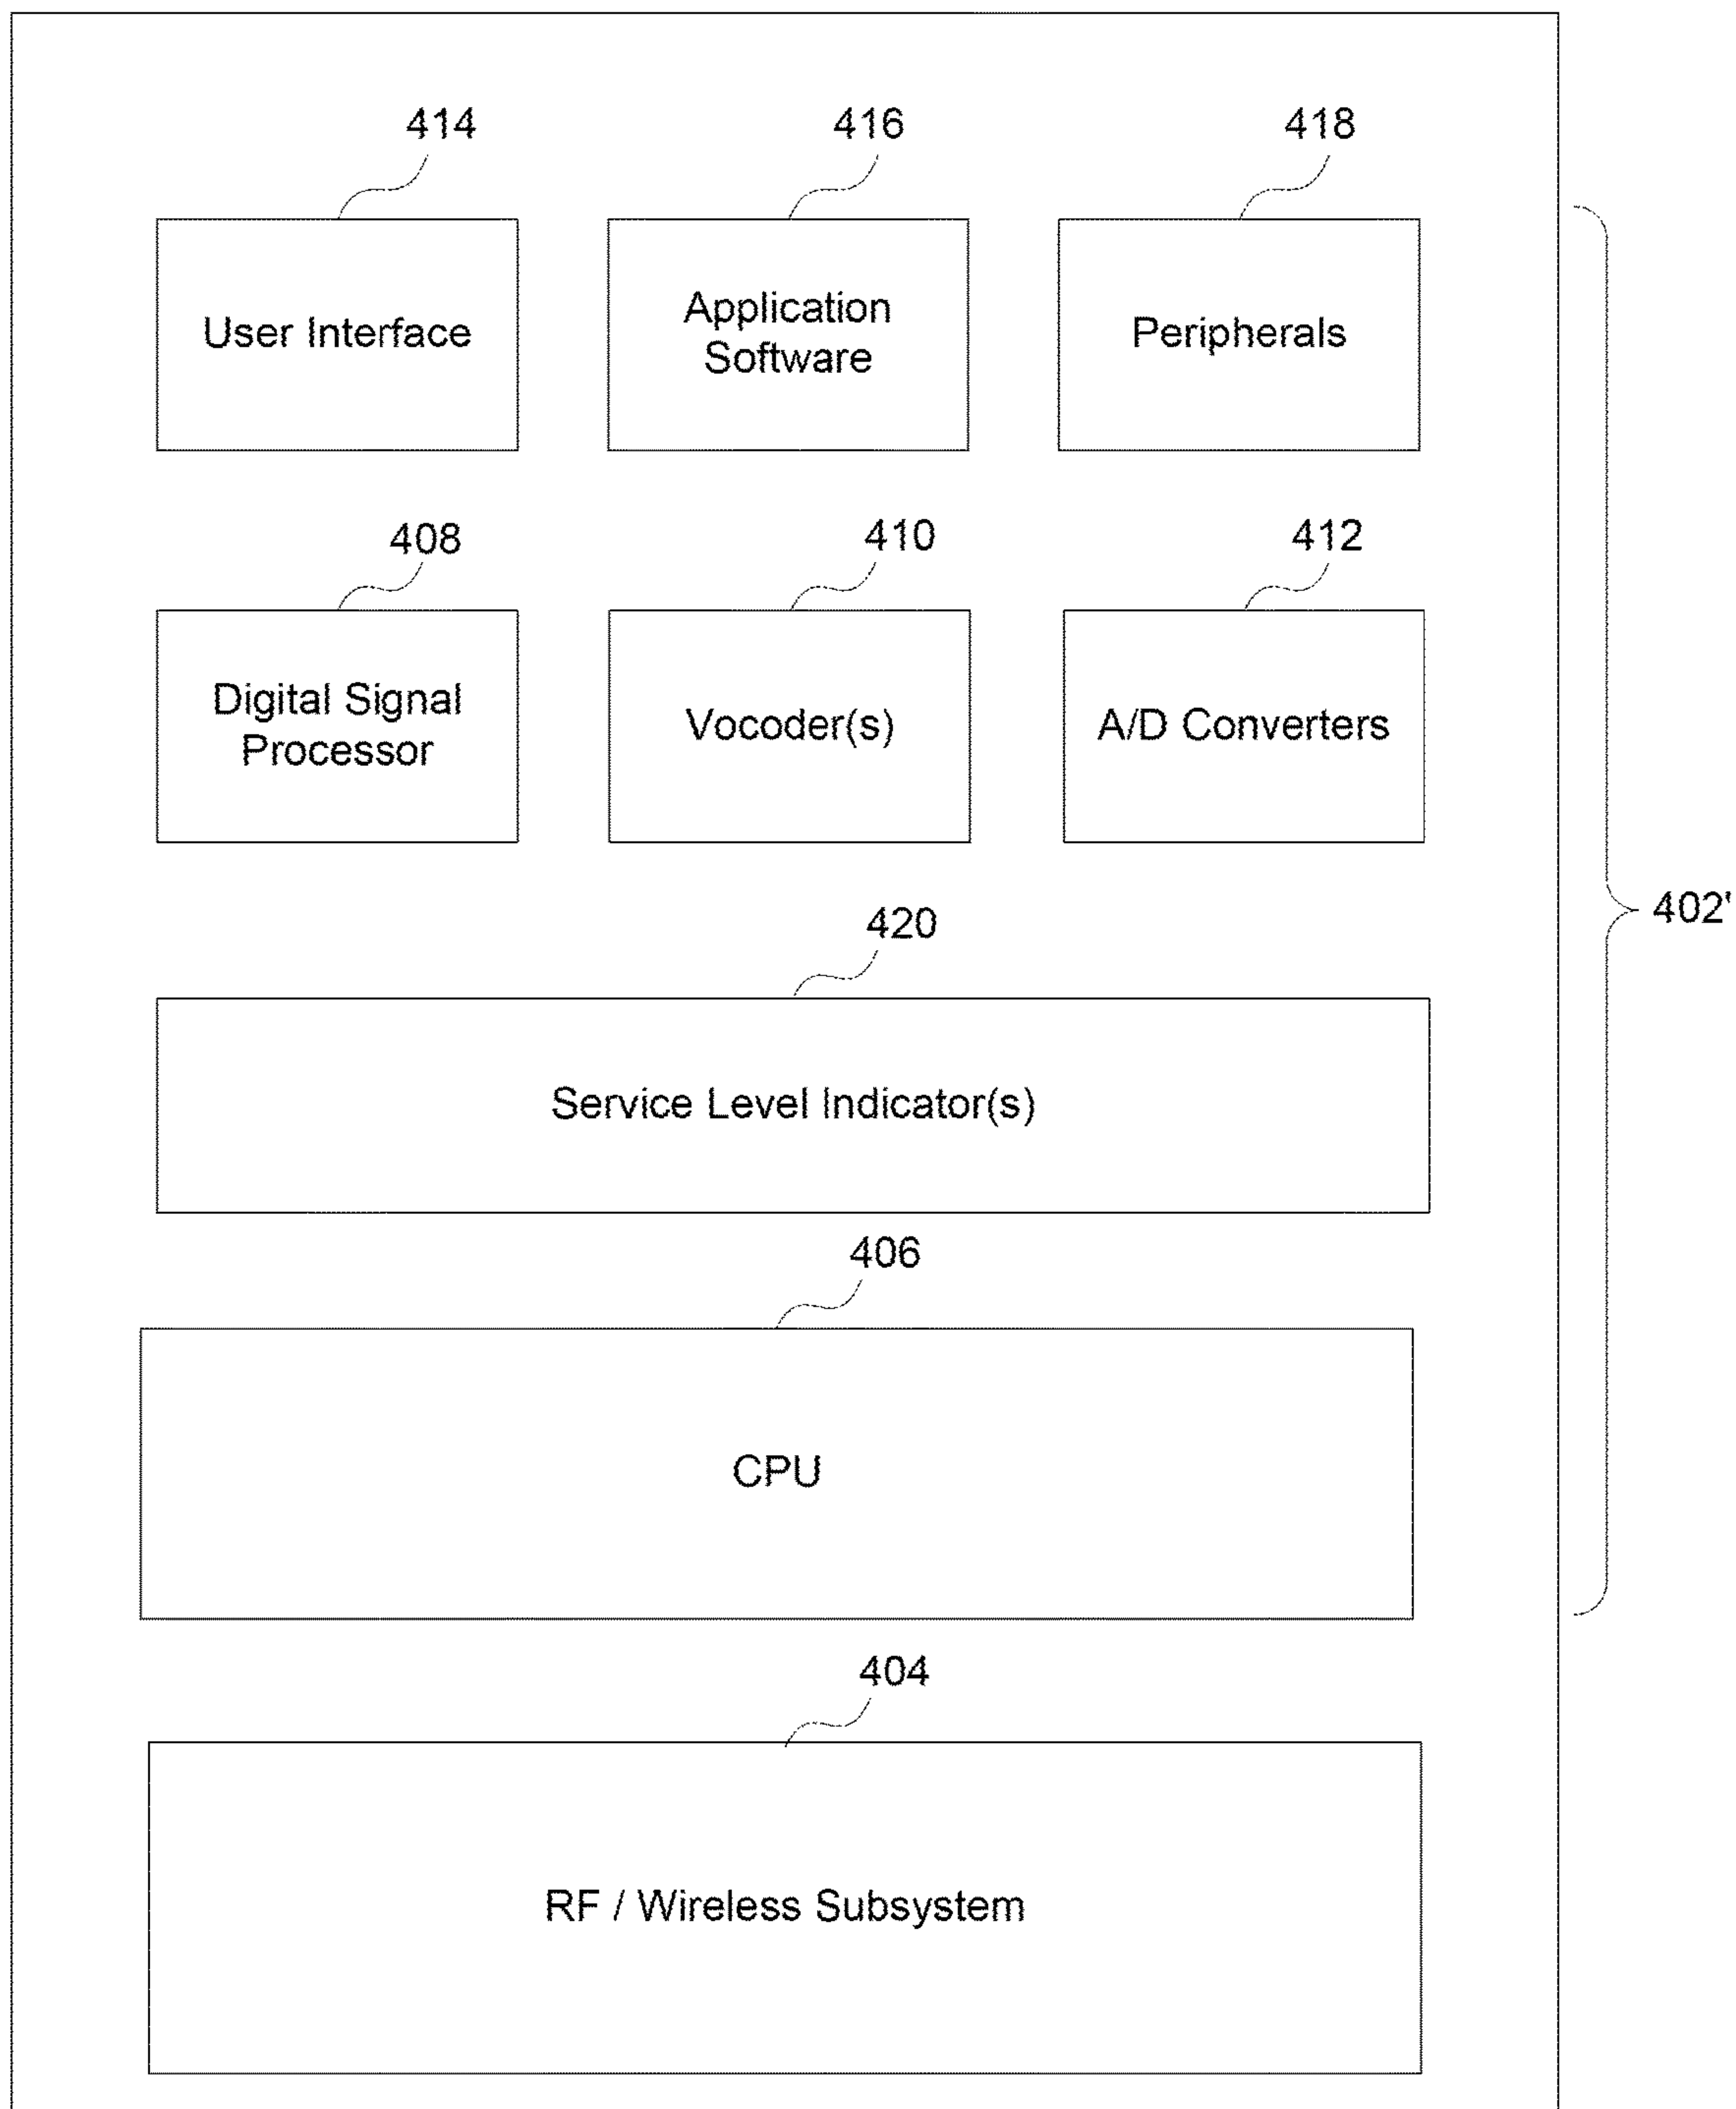 414
416
418
User Interface
Application
Software
Peripherals
408
410
412
Digital Signal
Processor
Vocoder(s)
A/D Converters
402'
420
Service Level Indicator(s)
406
CPU
404
RF / Wireless Subsystem